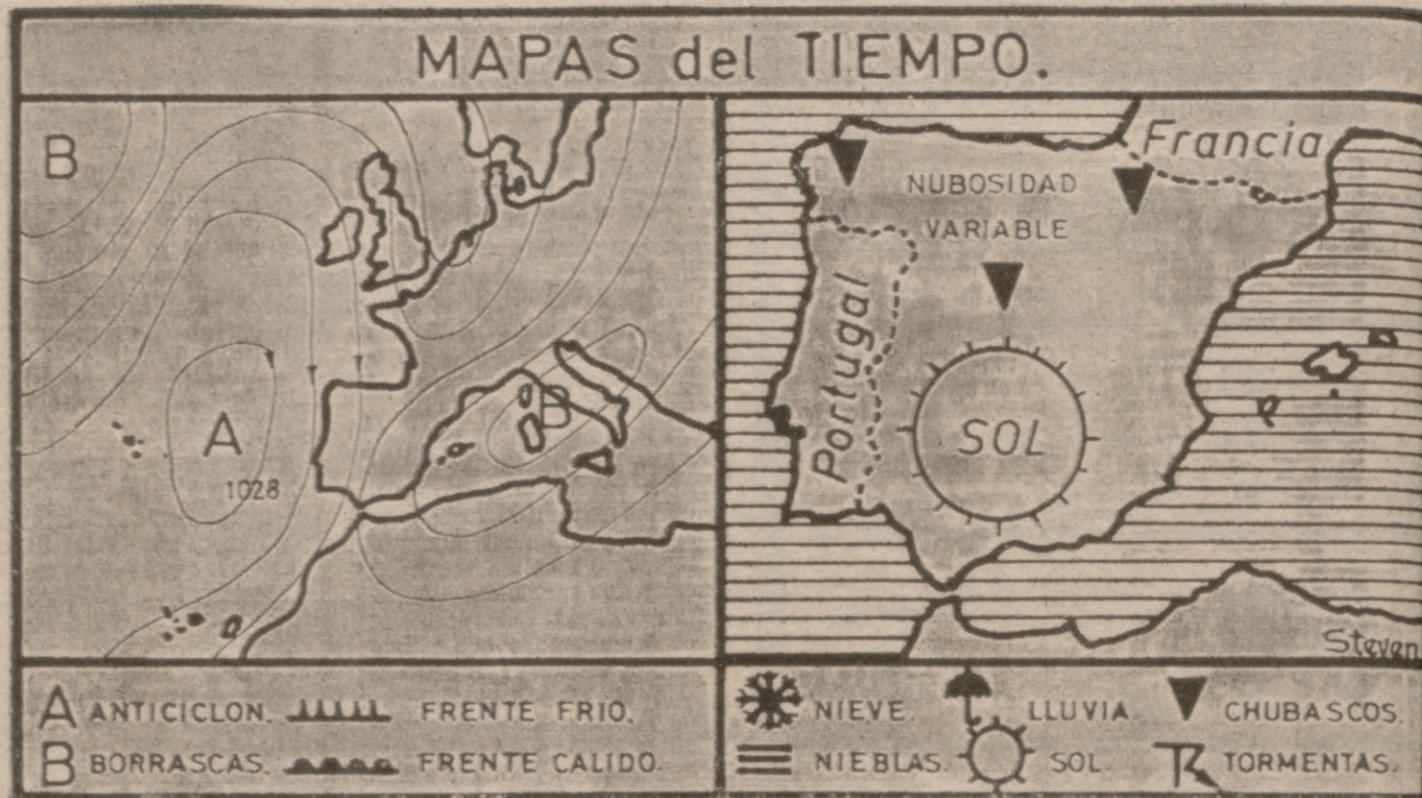 MAPAS del TIEMPO.
B
A
1028
B
Francia
NUBOSIDAD
VARIABLE
Portugal
SOL
Steven
A ANTICICLON. FRENTE FRIO.
B BORRASCAS. FRENTE CALIDO.
NIEVE. LLUVIA. CHUBASCOS.
NIEBLAS. SOL. TORMENTAS.